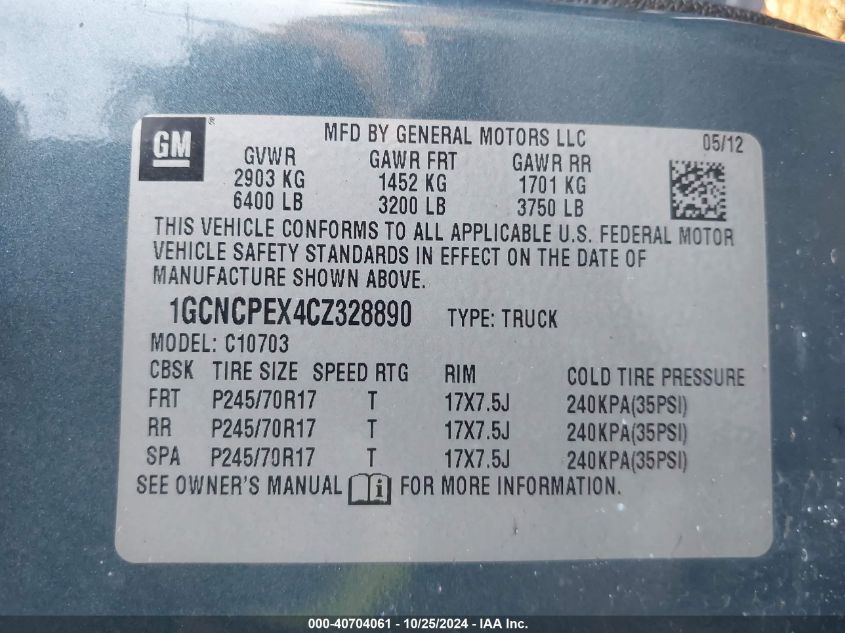 GM
MFD BY GENERAL MOTORS LLC 05/12
GVWR GAWR FRT GAWR RR
2903 KG 1452 KG 1701 KG
6400 LB 3200 LB 3750 LB
THIS VEHICLE CONFORMS TO ALL APPLICABLE U.S. FEDERAL MOTOR
VEHICLE SAFETY STANDARDS IN EFFECT ON THE DATE OF
MANUFACTURE SHOWN ABOVE.
1GCNCPEX4CZ328890 TYPE: TRUCK
MODEL: C10703
CBSK TIRE SIZE SPEED RTG RIM COLD TIRE PRESSURE
FRT P245/70R17 T 17X7.5J 240KPA(35PSI)
RR P245/70R17 T 17X7.5J 240KPA(35PSI)
SPA P245/70R17 T 17X7.5J 240KPA(35PSI)
SEE OWNER'S MANUAL i FOR MORE INFORMATION.
000-40704061 - 10/25/2024 - IAA Inc.